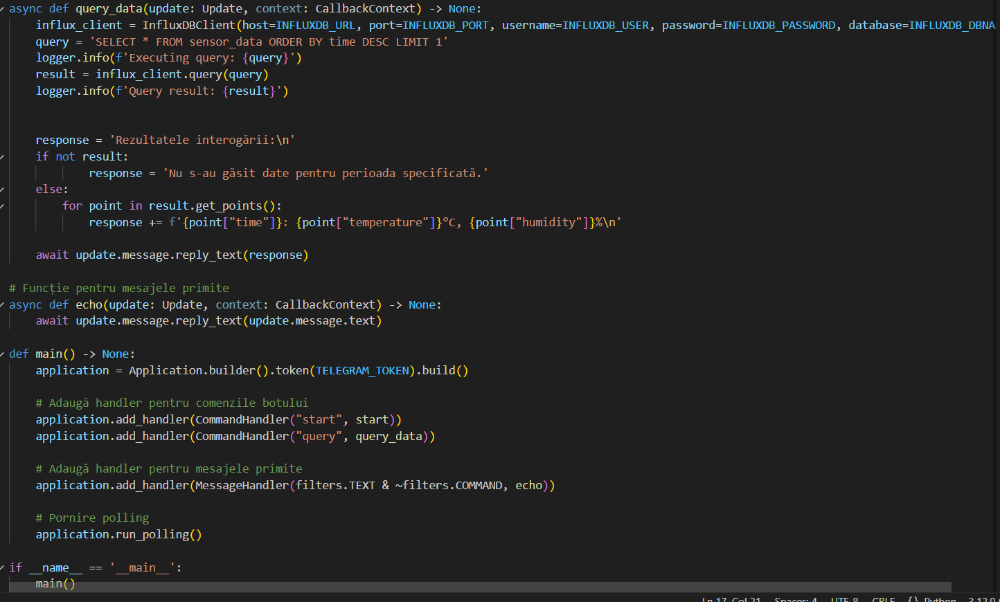 async def query_data(update: Update, context: CallbackContext) -> None:
    influx_client = InfluxDBClient(host=INFLUXDB_URL, port=INFLUXDB_PORT, username=INFLUXDB_USER, password=INFLUXDB_PASSWORD, database=INFLUXDB_DBNA
    query = 'SELECT * FROM sensor_data ORDER BY time DESC LIMIT 1'
    logger.info(f'Executing query: {query}')
    result = influx_client.query(query)
    logger.info(f'Query result: {result}')
    response = 'Rezultatele interogării:\n'
    if not result:
            response = 'Nu s-au găsit date pentru perioada specificată.'
    else:
        for point in result.get_points():
            response += f'{point["time"]}: {point["temperature"]}°C, {point["humidity"]}%\n'
    await update.message.reply_text(response)
# Funcție pentru mesajele primite
async def echo(update: Update, context: CallbackContext) -> None:
    await update.message.reply_text(update.message.text)
def main() -> None:
    application = Application.builder().token(TELEGRAM_TOKEN).build()
    # Adaugă handler pentru comenzile botului
    application.add_handler(CommandHandler("start", start))
    application.add_handler(CommandHandler("query", query_data))
    # Adaugă handler pentru mesajele primite
    application.add_handler(MessageHandler(filters.TEXT & ~filters.COMMAND, echo))
    # Pornire polling
    application.run_polling()
if __name__ == '__main__':
    main()
Ln 17, Col 21 Spaces: 4 UTF-8 CRLF {} Python 3.12.0